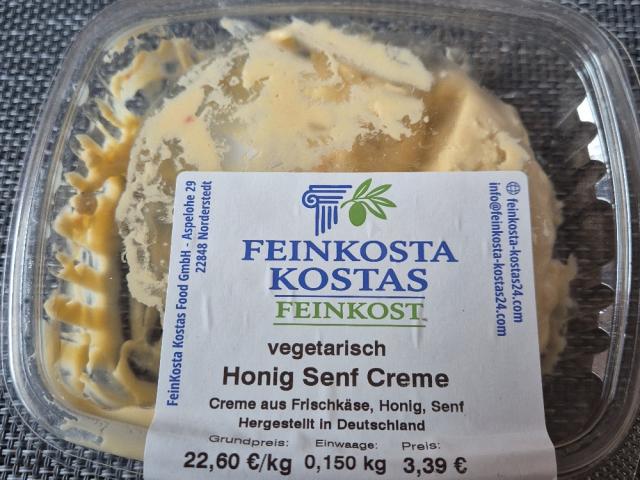 FEINKOSTA
KOSTAS
FEINKOST
FeinKosta Kostas Food GmbH - Aspelohe 29
22848 Norderstedt
feinkosta-kostas24.com
info@feinkosta-kostas24.com
vegetarisch
Honig Senf Creme
Creme aus Frischkäse, Honig, Senf
Hergestellt in Deutschland
Grundpreis: Einwaage: Preis:
22,60 €/kg 0,150 kg 3,39 €